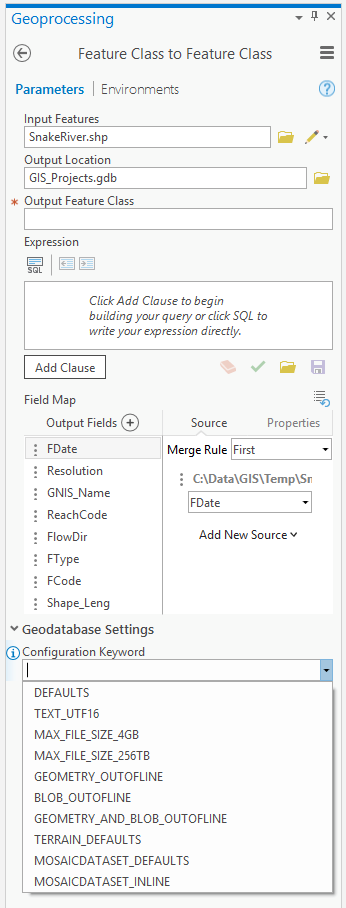 Geoprocessing
Feature Class to Feature Class
Parameters Environments
?
Input Features
SnakeRiver.shp
Output Location
GIS_Projects.gdb
* Output Feature Class
Expression
SQL
Click Add Clause to begin
building your query or click SQL to
write your expression directly.
Add Clause
Field Map
Output Fields + Source Properties
FDate
Resolution
GNIS_Name
ReachCode
FlowDir
FType
FCode
Shape_Leng
Merge Rule First
C:\Data\GIS\Temp\Sn
FDate
Add New Source
Geodatabase Settings
Configuration Keyword
DEFAULTS
TEXT_UTF16
MAX_FILE_SIZE_4GB
MAX_FILE_SIZE_256TB
GEOMETRY_OUTOFLINE
BLOB_OUTOFLINE
GEOMETRY_AND_BLOB_OUTOFLINE
TERRAIN_DEFAULTS
MOSAICDATASET_DEFAULTS
MOSAICDATASET_INLINE